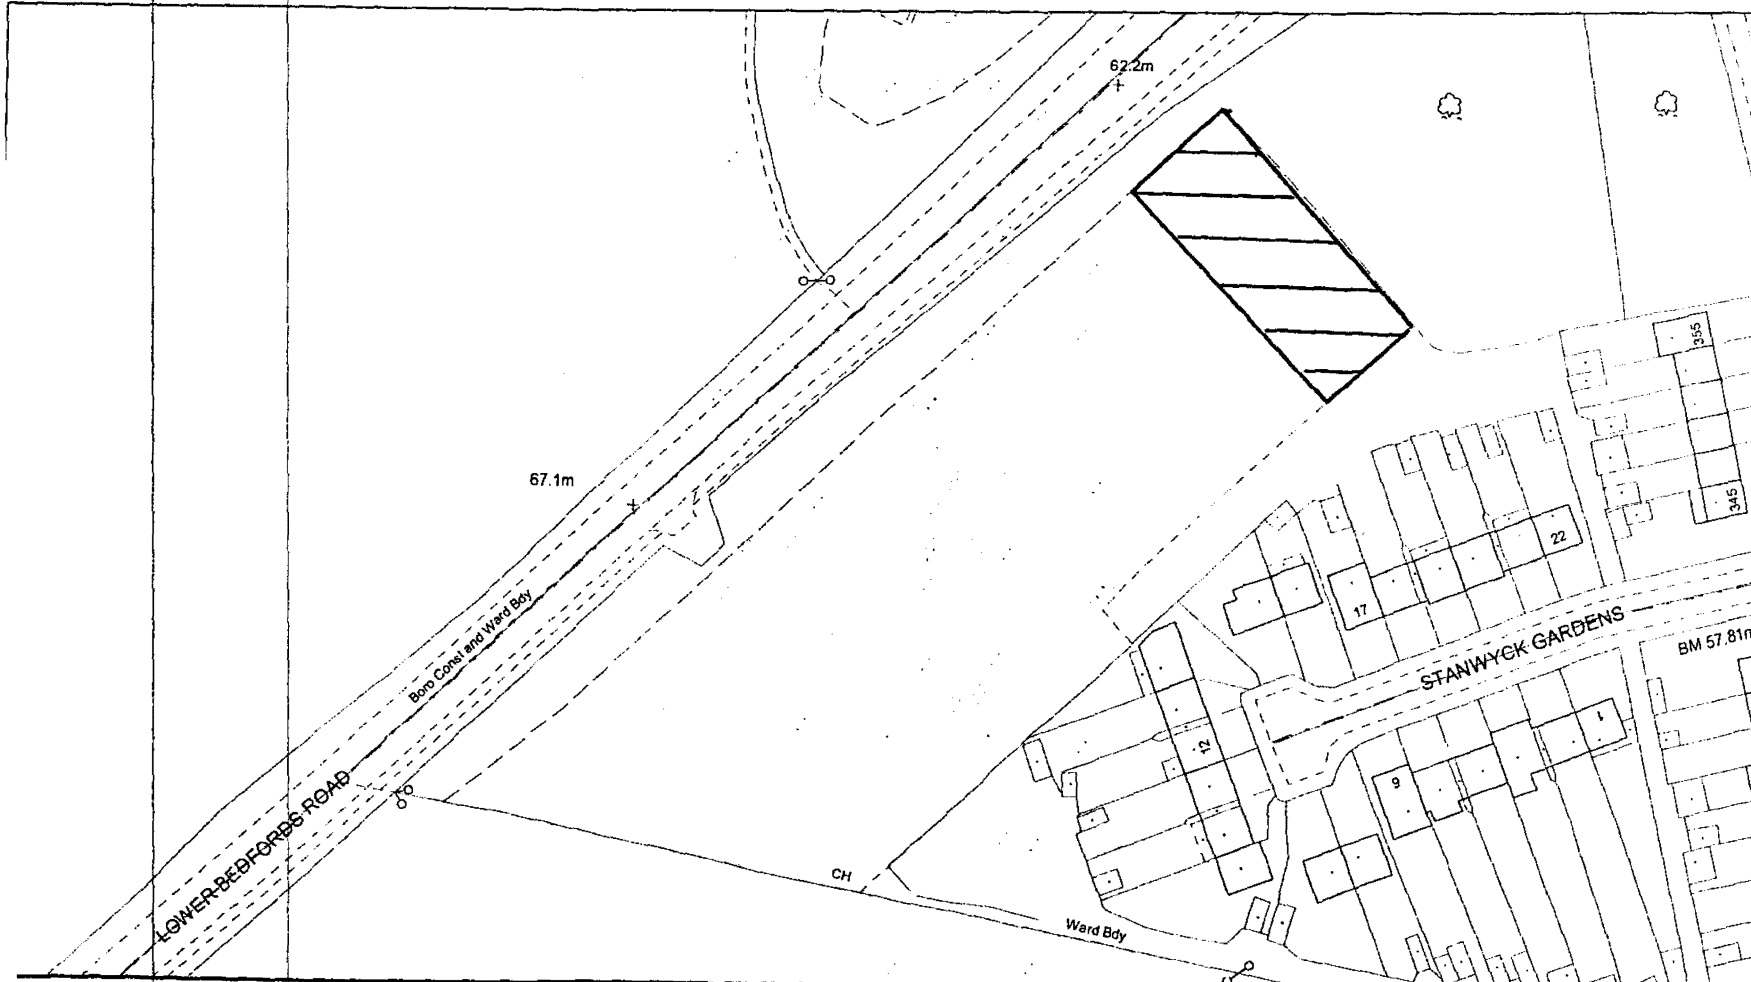 62.2m
355
67.1m
345
22
17
Boro Const and Ward Bdy
STANWYCK GARDENS
BM 57.81m
1
12
9
LOWER BEDFORDS ROAD
CH
Ward Bdy